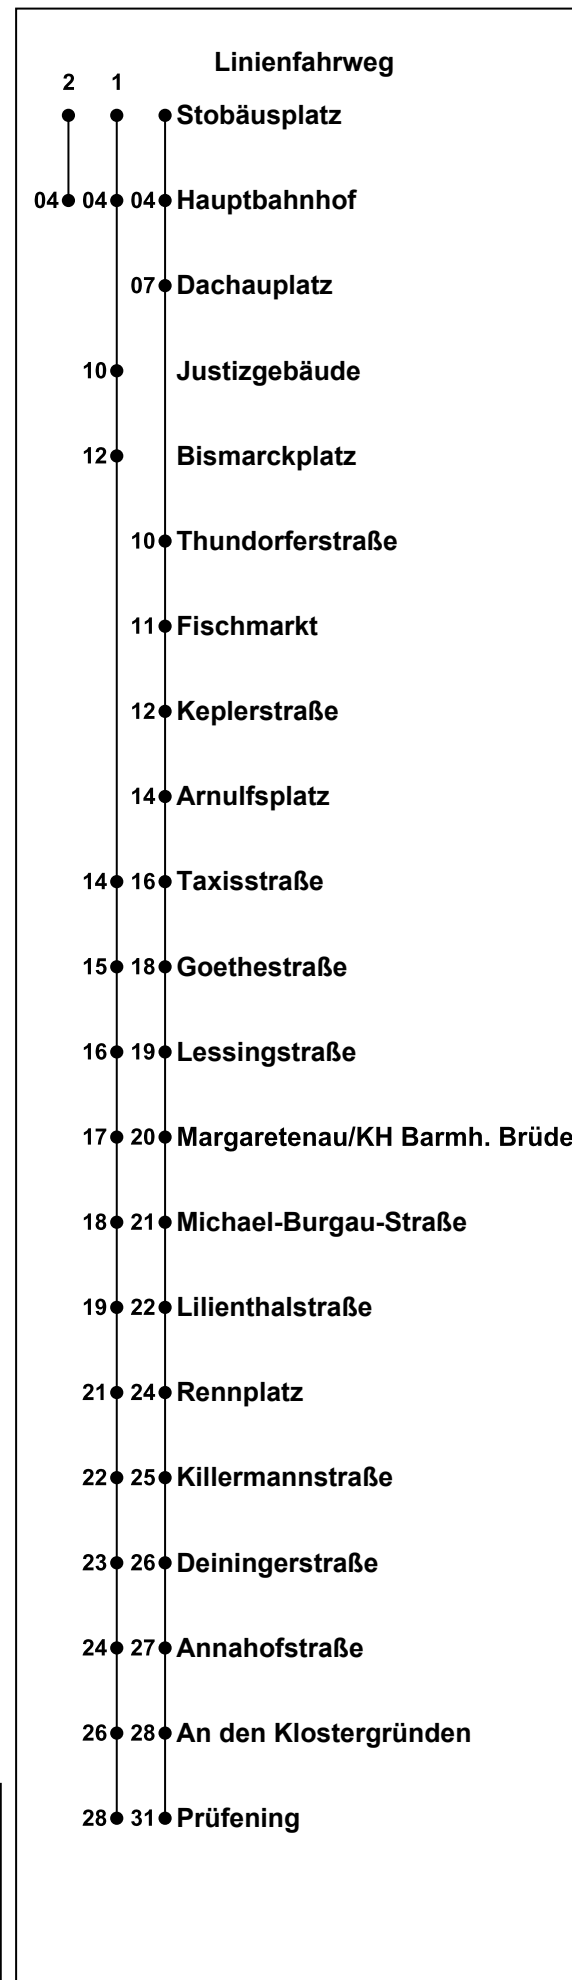 Linienfahrweg
2 1
Stobäusplatz
04 04 04 Hauptbahnhof
07 Dachauplatz
10 Justizgebäude
12 Bismarckplatz
10 Thundorferstraße
11 Fischmarkt
12 Keplerstraße
14 Arnulfsplatz
14 16 Taxisstraße
15 18 Goethestraße
16 19 Lessingstraße
17 20 Margaretenau/KH Barmh. Brüde
18 21 Michael-Burgau-Straße
19 22 Lilienthalstraße
21 24 Rennplatz
22 25 Killermannstraße
23 26 Deiningerstraße
24 27 Annahofstraße
26 28 An den Klostergründen
28 31 Prüfening